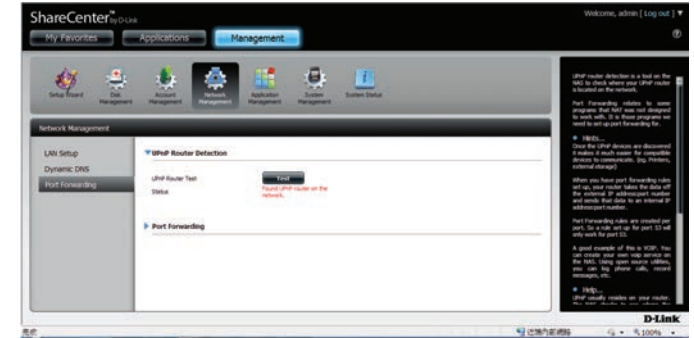 ShareCenter™ by D-Link
Welcome, admin [ Log out ]
My Favorites
Applications
Management
Setup Wizard
Disk Management
Account Management
Network Management
Application Management
System Management
System Status
Network Management
LAN Setup
Dynamic DNS
Port Forwarding
UPnP Router Detection
UPnP Router Test
Test
Status
Found UPnP router on the
network.
Port Forwarding
UPnP router detection is a tool on the
NAS to check where your UPnP router
is located on the network.
Port Forwarding relates to some
programs that NAT was not designed
to work with. It is those programs we
need to set up port forwarding for.
Hints...
Once the UPnP devices are discovered
it makes it much easier for compatible
devices to communicate. (eg. Printers,
external storage)
When you have port forwarding rules
set up, your router takes the data off
the external IP address:port number
and sends that data to an internal IP
address:port number.
Port Forwarding rules are created per
port. So a rule set up for port 53 will
only work for port 53.
A good example of this is VOIP. You
can create your own voip service on
the NAS. Using open source utilities,
you can log phone calls, record
messages, etc.
Help...
UPnP usually resides on your router.
D-Link
完成
近端內部網路
100%